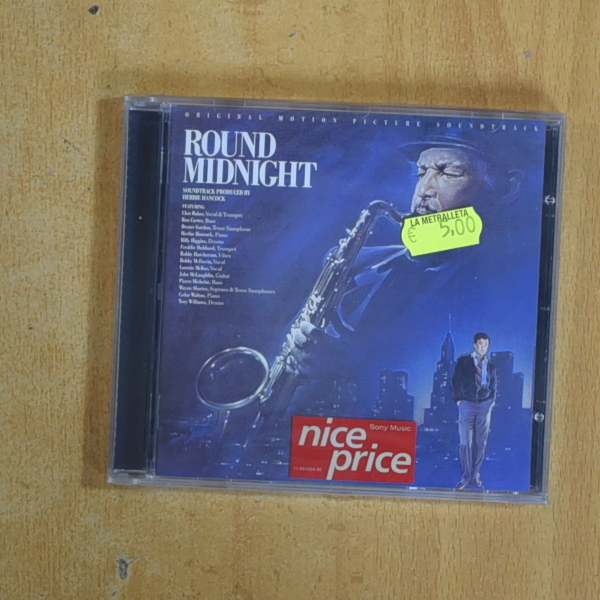 ORIGINAL MOTION PICTURE SOUNDTRACK
ROUND
MIDNIGHT
SOUNDTRACK PRODUCED BY
HERBIE HANCOCK
FEATURING:
Chet Baker, Vocal & Trumpet
Ron Carter, Bass
Dexter Gordon, Tenor Saxophone
Herbie Hancock, Piano
Billy Higgins, Drums
Freddie Hubbard, Trumpet
Bobby Hutcherson, Vibes
Bobby McFerrin, Vocal
Lonette McKee, Vocal
John McLaughlin, Guitar
Pierre Michelot, Bass
Wayne Shorter, Soprano & Tenor Saxophones
Cedar Walton, Piano
Tony Williams, Drums
LA METRALLETA
€ 5,00
Sony Music
nice
price